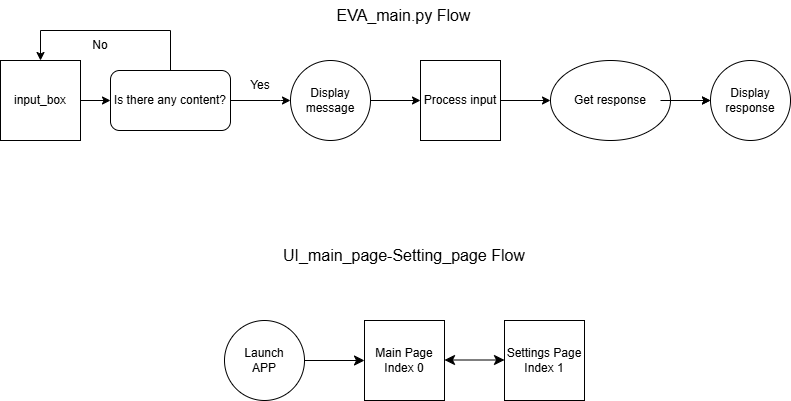 EVA_main.py Flow
No
input_box
Is there any content?
Yes
Display
message
Process input
Get response
Display
response
UI_main_page-Setting_page Flow
Launch
APP
Main Page
Index 0
Settings Page
Index 1